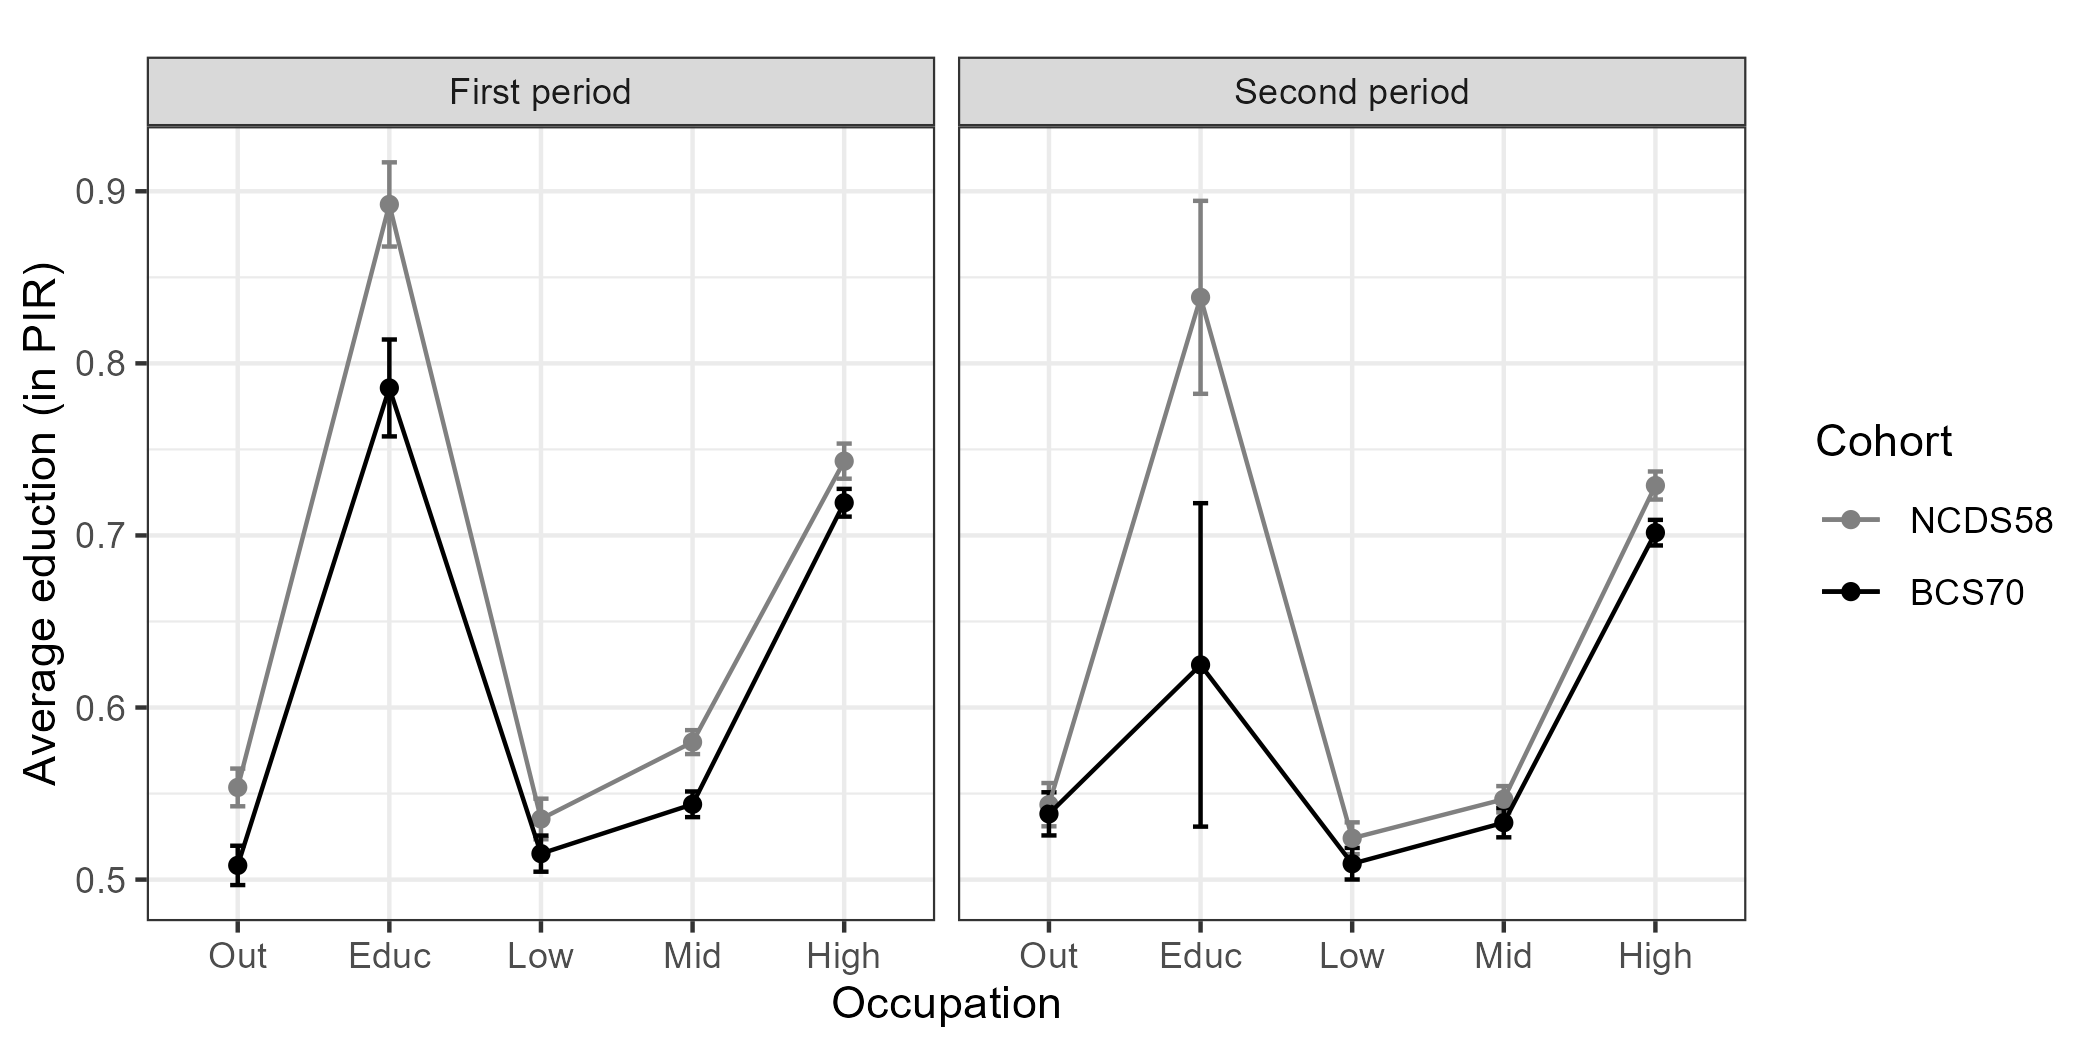 First period
Second period
Average eduction (in PIR)
0.9
0.8
0.7
0.6
0.5
Out Educ Low Mid High
Out Educ Low Mid High
Occupation
Cohort
NCDS58
BCS70